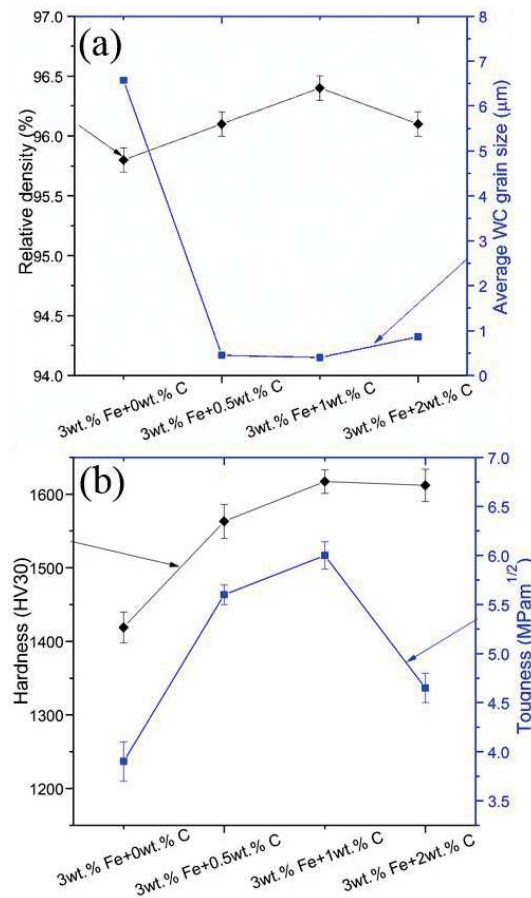 (a)
97.0
96.5
96.0
95.5
95.0
94.5
94.0
Relative density (%)
8
7
6
5
4
3
2
1
0
Average WC grain size (μm)
3wt.% Fe+0wt.% C
3wt.% Fe+0.5wt.% C
3wt.% Fe+1wt.% C
3wt.% Fe+2wt.% C
(b)
1600
1500
1400
1300
1200
Hardness (HV30)
7.0
6.5
6.0
5.5
5.0
4.5
4.0
3.5
Tougness (MPam 1/2)
3wt.% Fe+0wt.% C
3wt.% Fe+0.5wt.% C
3wt.% Fe+1wt.% C
3wt.% Fe+2wt.% C